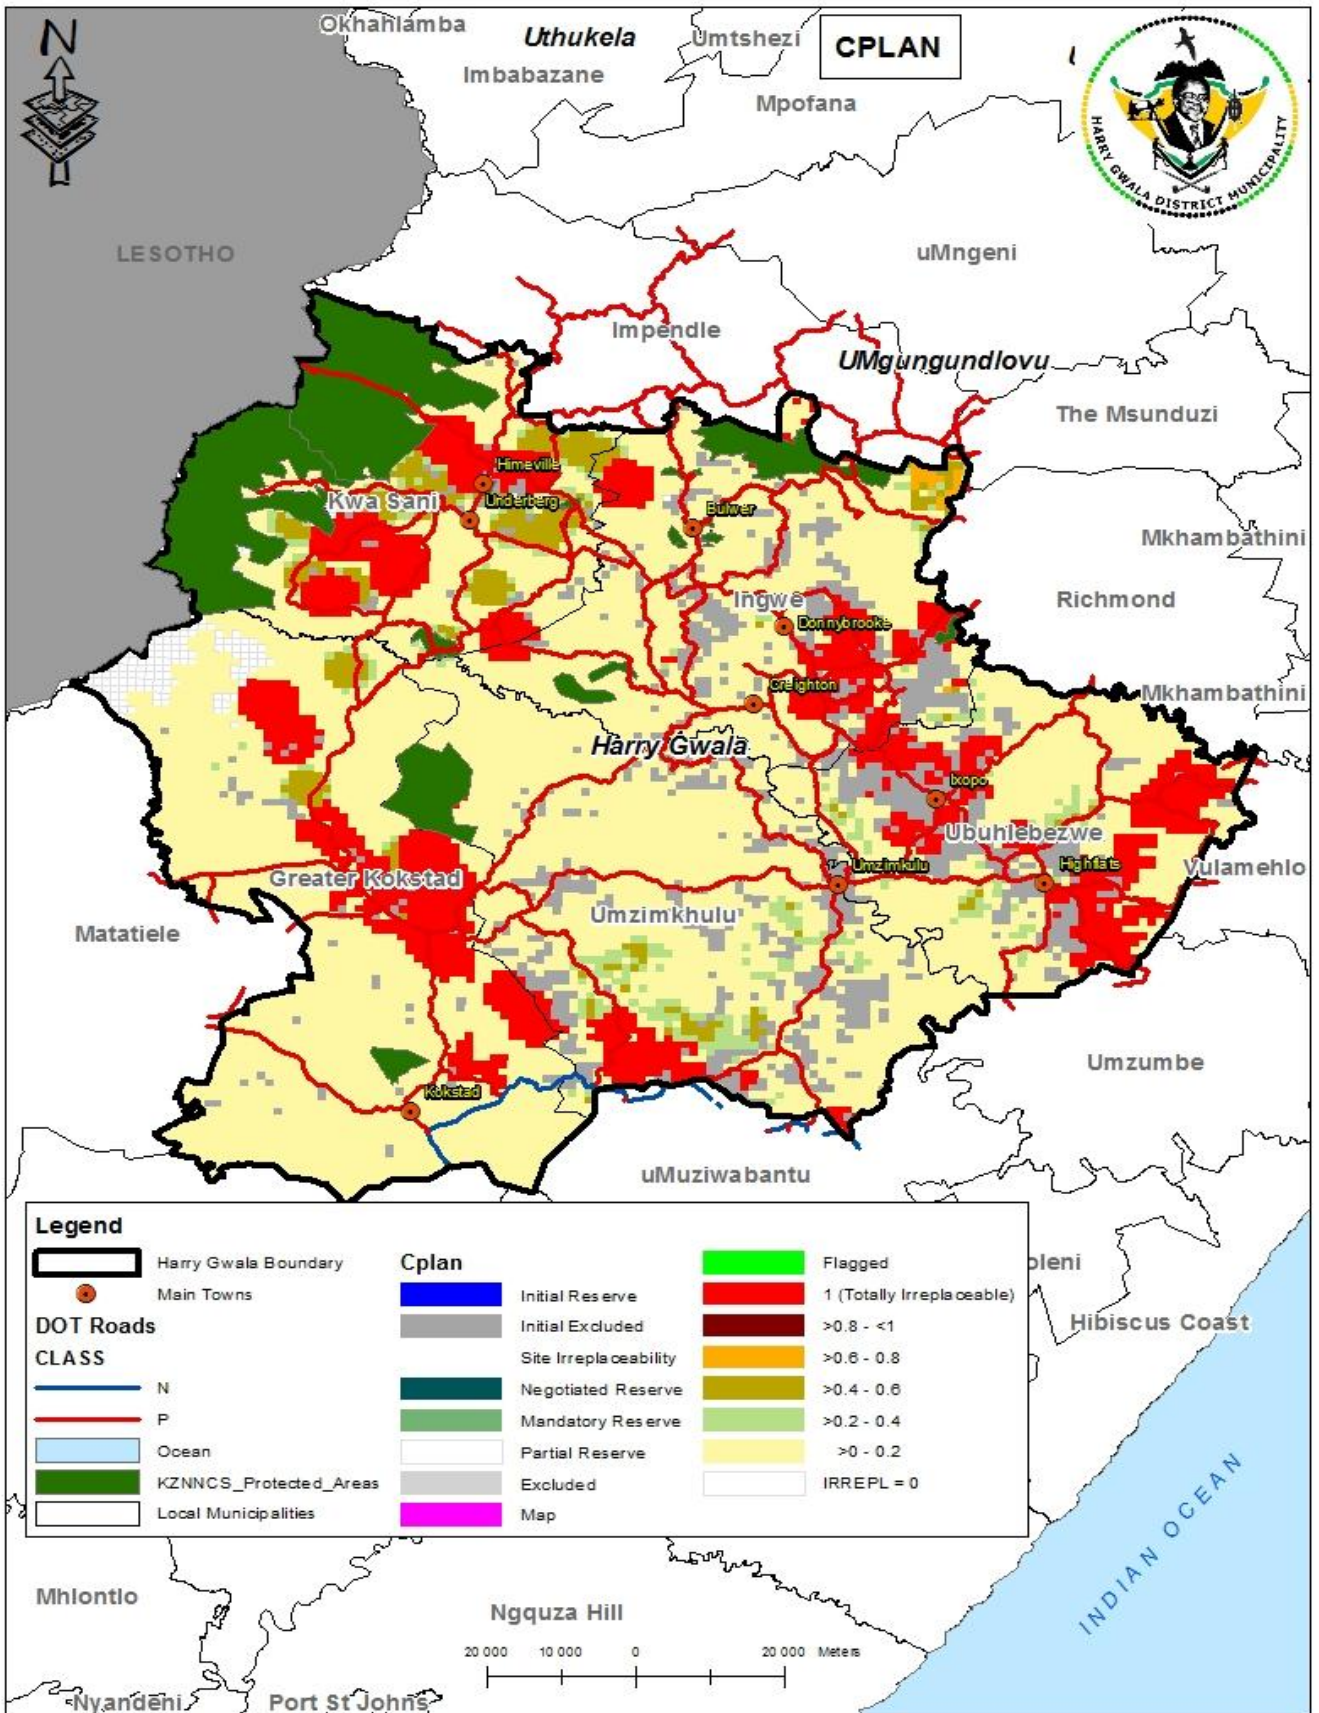 Okhahlamba
Uthukela
Umtshezi
CPLAN
Imbabazane
Mpofana
N
HARRY GWALA DISTRICT MUNICIPALITY
LESOTHO
uMngeni
Impendle
UMgungundlovu
The Msunduzi
Himeville
Kwa Sani
Underberg
Bulwer
Mkhambathini
Ingwe
Richmond
Donnybrooke
Creighton
Mkhambathini
Harry Gwala
Ixopo
Ubuhlebezwe
Umzimkulu
Highflats
Vulamehlo
Greater Kokstad
Umzimkhulu
Matatiele
Umzumbe
Kokstad
uMuziwabantu
Legend
Harry Gwala Boundary
Main Towns
DOT Roads
CLASS
N
P
Ocean
KZNNCS_Protected_Areas
Local Municipalities
Cplan
Initial Reserve
Initial Excluded
Site Irreplaceability
Negotiated Reserve
Mandatory Reserve
Partial Reserve
Excluded
Map
Flagged
1 (Totally Irreplaceable)
>0.8 - <1
>0.6 - 0.8
>0.4 - 0.6
>0.2 - 0.4
>0 - 0.2
IRREPL = 0
oleni
Hibiscus Coast
INDIAN OCEAN
Mhlontlo
Ngquza Hill
20 000 10 000 0 20 000 Meters
Nyandeni
Port St Johns